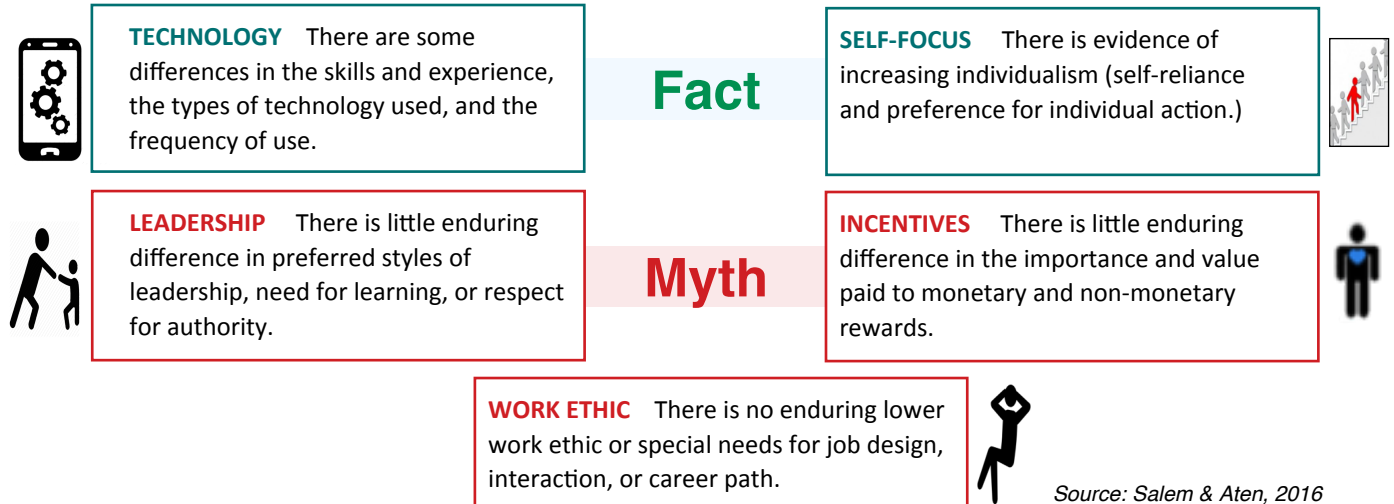 TECHNOLOGY There are some
differences in the skills and experience,
the types of technology used, and the
frequency of use.
Fact
SELF-FOCUS There is evidence of
increasing individualism (self-reliance
and preference for individual action.)
LEADERSHIP There is little enduring
difference in preferred styles of
leadership, need for learning, or respect
for authority.
Myth
INCENTIVES There is little enduring
difference in the importance and value
paid to monetary and non-monetary
rewards.
WORK ETHIC There is no enduring lower
work ethic or special needs for job design,
interaction, or career path.
Source: Salem & Aten, 2016